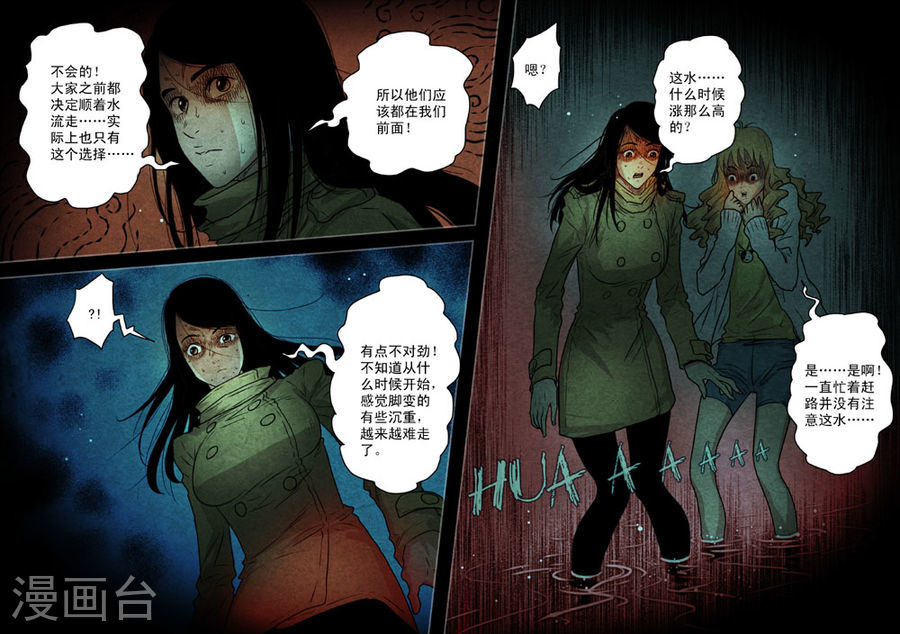 不会的！
大家之前都
决定顺着水
流走……实
际上也只有
这个选择……
所以他们应
该都在我们
前面！
?!
有点不对劲！
不知道从什
么时候开始，
感觉脚变的
有些沉重，
越来越难走
了。
嗯？
这水……
什么时候
涨那么高
的？
是……是啊！
一直忙着赶
路并没有注
意这水……
HUA A A A A A A
漫画台